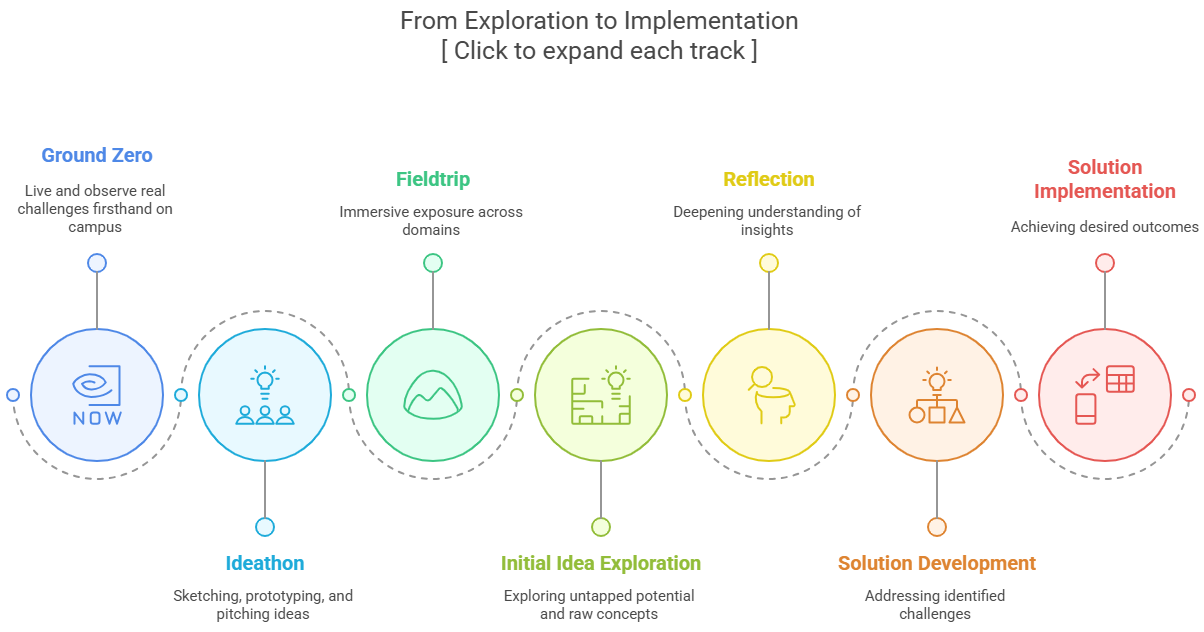 From Exploration to Implementation
[ Click to expand each track ]
Ground Zero
Live and observe real
challenges firsthand on
campus
Fieldtrip
Immersive exposure across
domains
Reflection
Deepening understanding of
insights
Solution
Implementation
Achieving desired outcomes
NOW
Ideathon
Sketching, prototyping, and
pitching ideas
Initial Idea Exploration
Exploring untapped potential
and raw concepts
Solution Development
Addressing identified
challenges